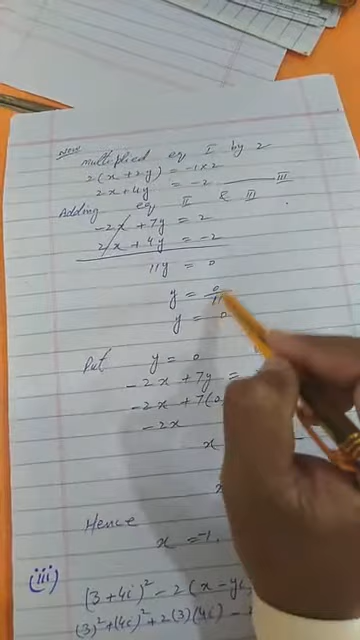 Now
Multiplied eq I by 2
2(x + 2y) = -1 × 2
2x + 4y = -2 III
Adding eq II & III
-2x + 7y = 2
2x + 4y = -2
11y = 0
y = 0/11
y = 0
Put y = 0
-2x + 7y =
-2x + 7(0
-2x
x
Hence
x = -1,
(iii) (3 + 4i)² - 2(x - yi
(3)² + (4i)² + 2(3)(4i) -